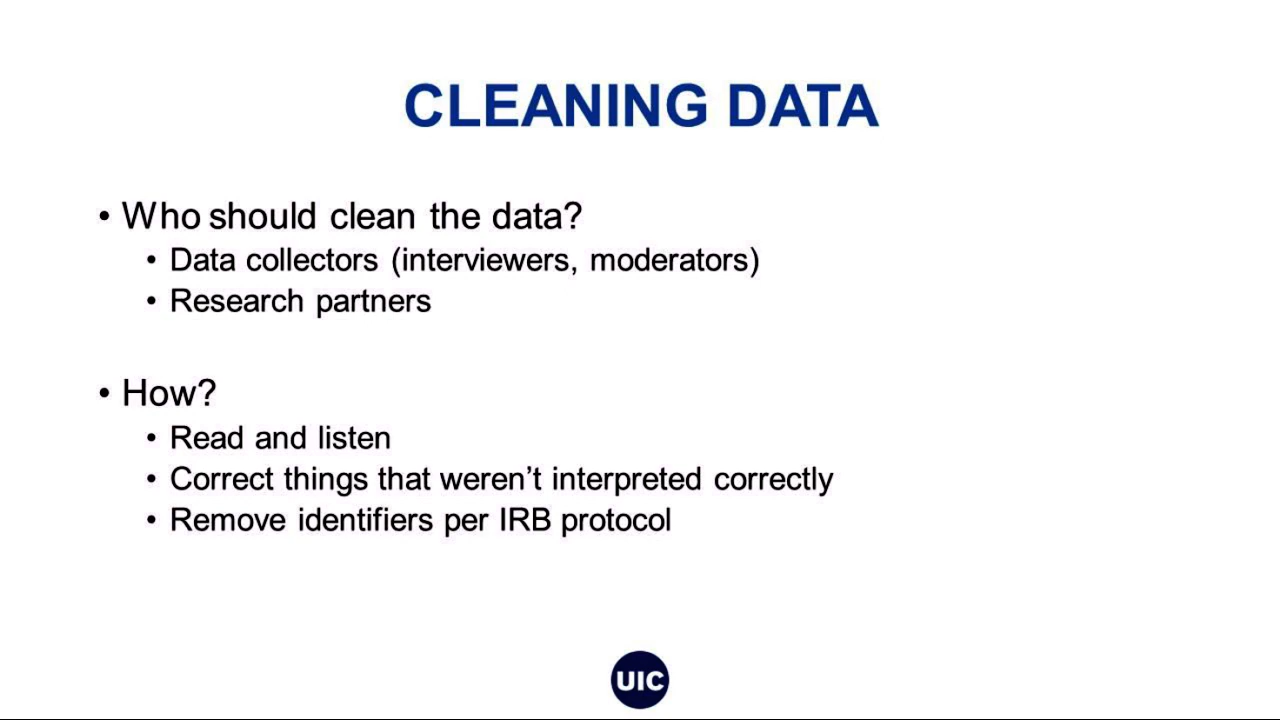 CLEANING DATA
• Who should clean the data?
• Data collectors (interviewers, moderators)
• Research partners
• How?
• Read and listen
• Correct things that weren’t interpreted correctly
• Remove identifiers per IRB protocol
UIC